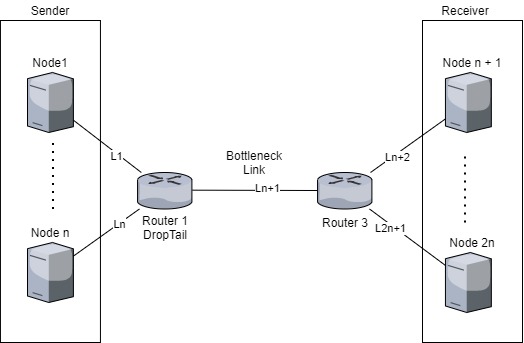 Sender
Receiver
Node1
Node n + 1
L1
Bottleneck
Link
Ln+1
Ln+2
Router 1
DropTail
Router 3
Ln
L2n+1
Node n
Node 2n